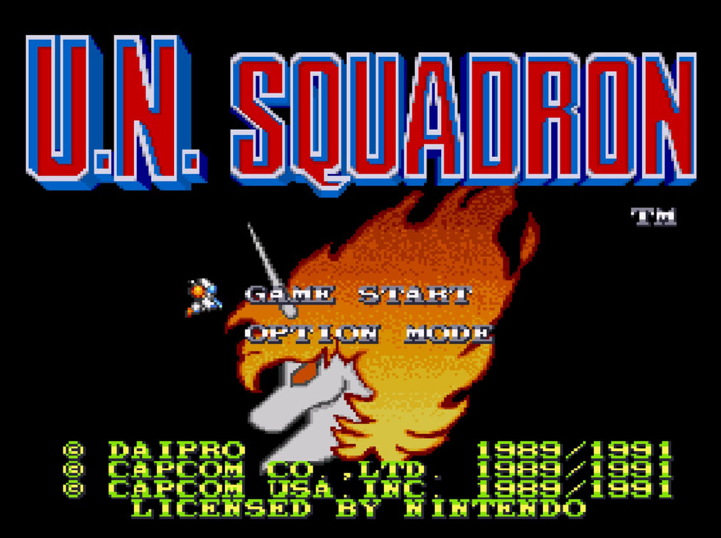 U.N. SQUADRON
TM
GAME START
OPTION MODE
© DAIPRO 1989/1991
© CAPCOM CO.,LTD. 1989/1991
© CAPCOM USA.INC. 1989/1991
LICENSED BY NINTENDO